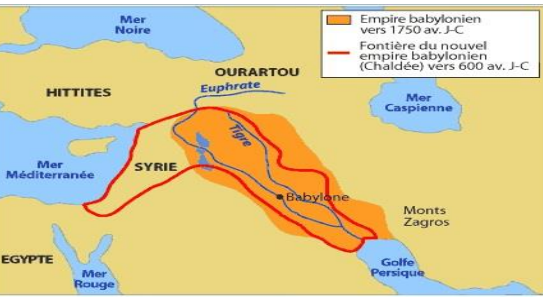 Mer
Noire
Empire babylonien
vers 1750 av. J-C
Fontière du nouvel
empire babylonien
(Chaldée) vers 600 av. J-C
OURARTOU
HITTITES
Euphrate
Mer
Caspienne
Tigre
Mer
Méditerranée
SYRIE
Babylone
Monts
Zagros
EGYPTE
Mer
Rouge
Golfe
Persique